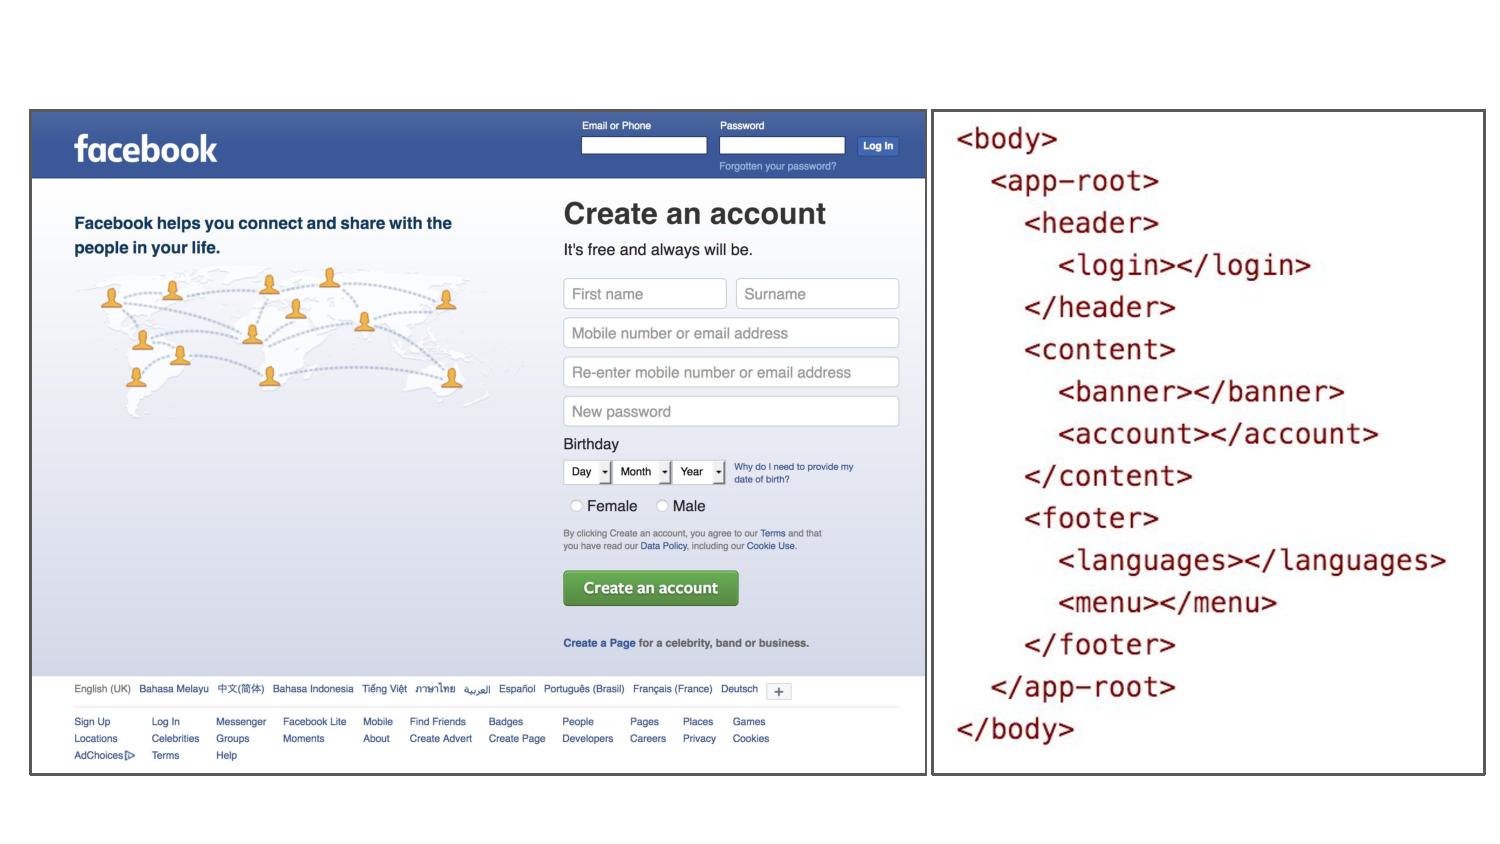 facebook
Email or Phone
Password
Log In
Forgotten your password?
Facebook helps you connect and share with the
people in your life.
Create an account
It's free and always will be.
First name
Surname
Mobile number or email address
Re-enter mobile number or email address
New password
Birthday
Day
Month
Year
Why do I need to provide my
date of birth?
Female
Male
By clicking Create an account, you agree to our Terms and that
you have read our Data Policy, including our Cookie Use.
Create an account
Create a Page for a celebrity, band or business.
English (UK) Bahasa Melayu 中文(简体) Bahasa Indonesia Tiếng Việt ภาษาไทย العربية Español Português (Brasil) Français (France) Deutsch +
Sign Up Log In Messenger Facebook Lite Mobile Find Friends Badges People Pages Places Games
Locations Celebrities Groups Moments About Create Advert Create Page Developers Careers Privacy Cookies
AdChoices Terms Help
<body>
<app-root>
<header>
<login></login>
</header>
<content>
<banner></banner>
<account></account>
</content>
<footer>
<languages></languages>
<menu></menu>
</footer>
</app-root>
</body>